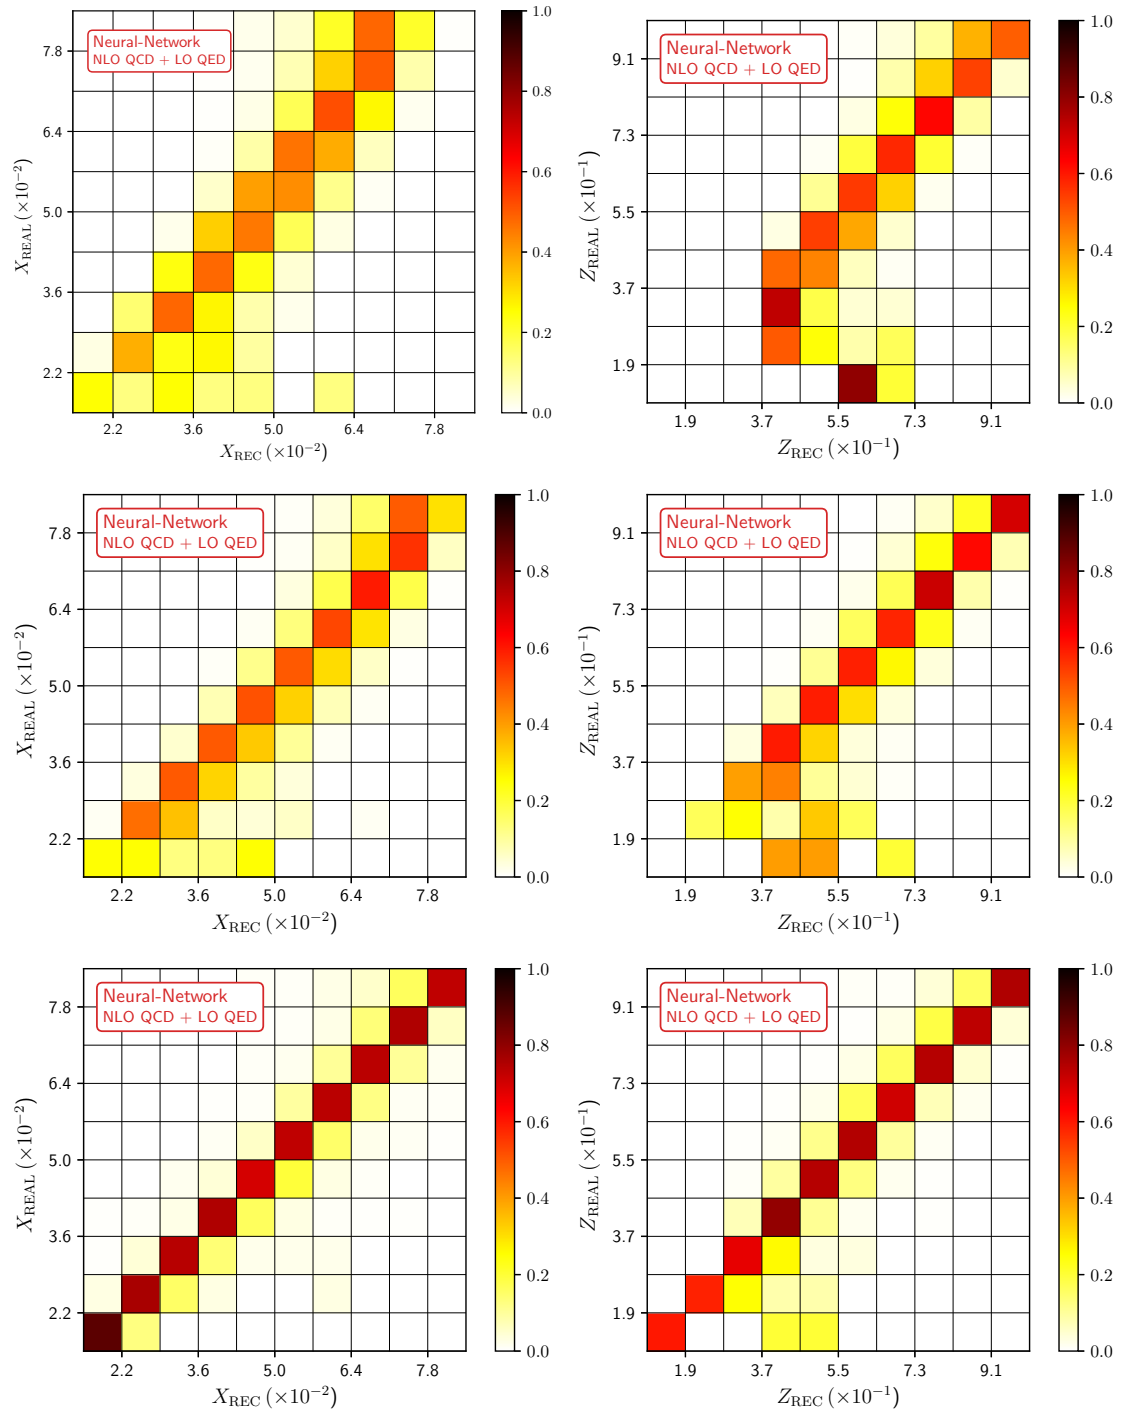 Neural-Network
NLO QCD + LO QED
X_REAL (×10⁻²)
7.8
6.4
5.0
3.6
2.2
2.2 3.6 5.0 6.4 7.8
X_REC (×10⁻²)
1.0
0.8
0.6
0.4
0.2
0.0
Neural-Network
NLO QCD + LO QED
Z_REAL (×10⁻¹)
9.1
7.3
5.5
3.7
1.9
1.9 3.7 5.5 7.3 9.1
Z_REC (×10⁻¹)
1.0
0.8
0.6
0.4
0.2
0.0
Neural-Network
NLO QCD + LO QED
X_REAL (×10⁻²)
7.8
6.4
5.0
3.6
2.2
2.2 3.6 5.0 6.4 7.8
X_REC (×10⁻²)
1.0
0.8
0.6
0.4
0.2
0.0
Neural-Network
NLO QCD + LO QED
Z_REAL (×10⁻¹)
9.1
7.3
5.5
3.7
1.9
1.9 3.7 5.5 7.3 9.1
Z_REC (×10⁻¹)
1.0
0.8
0.6
0.4
0.2
0.0
Neural-Network
NLO QCD + LO QED
X_REAL (×10⁻²)
7.8
6.4
5.0
3.6
2.2
2.2 3.6 5.0 6.4 7.8
X_REC (×10⁻²)
1.0
0.8
0.6
0.4
0.2
0.0
Neural-Network
NLO QCD + LO QED
Z_REAL (×10⁻¹)
9.1
7.3
5.5
3.7
1.9
1.9 3.7 5.5 7.3 9.1
Z_REC (×10⁻¹)
1.0
0.8
0.6
0.4
0.2
0.0